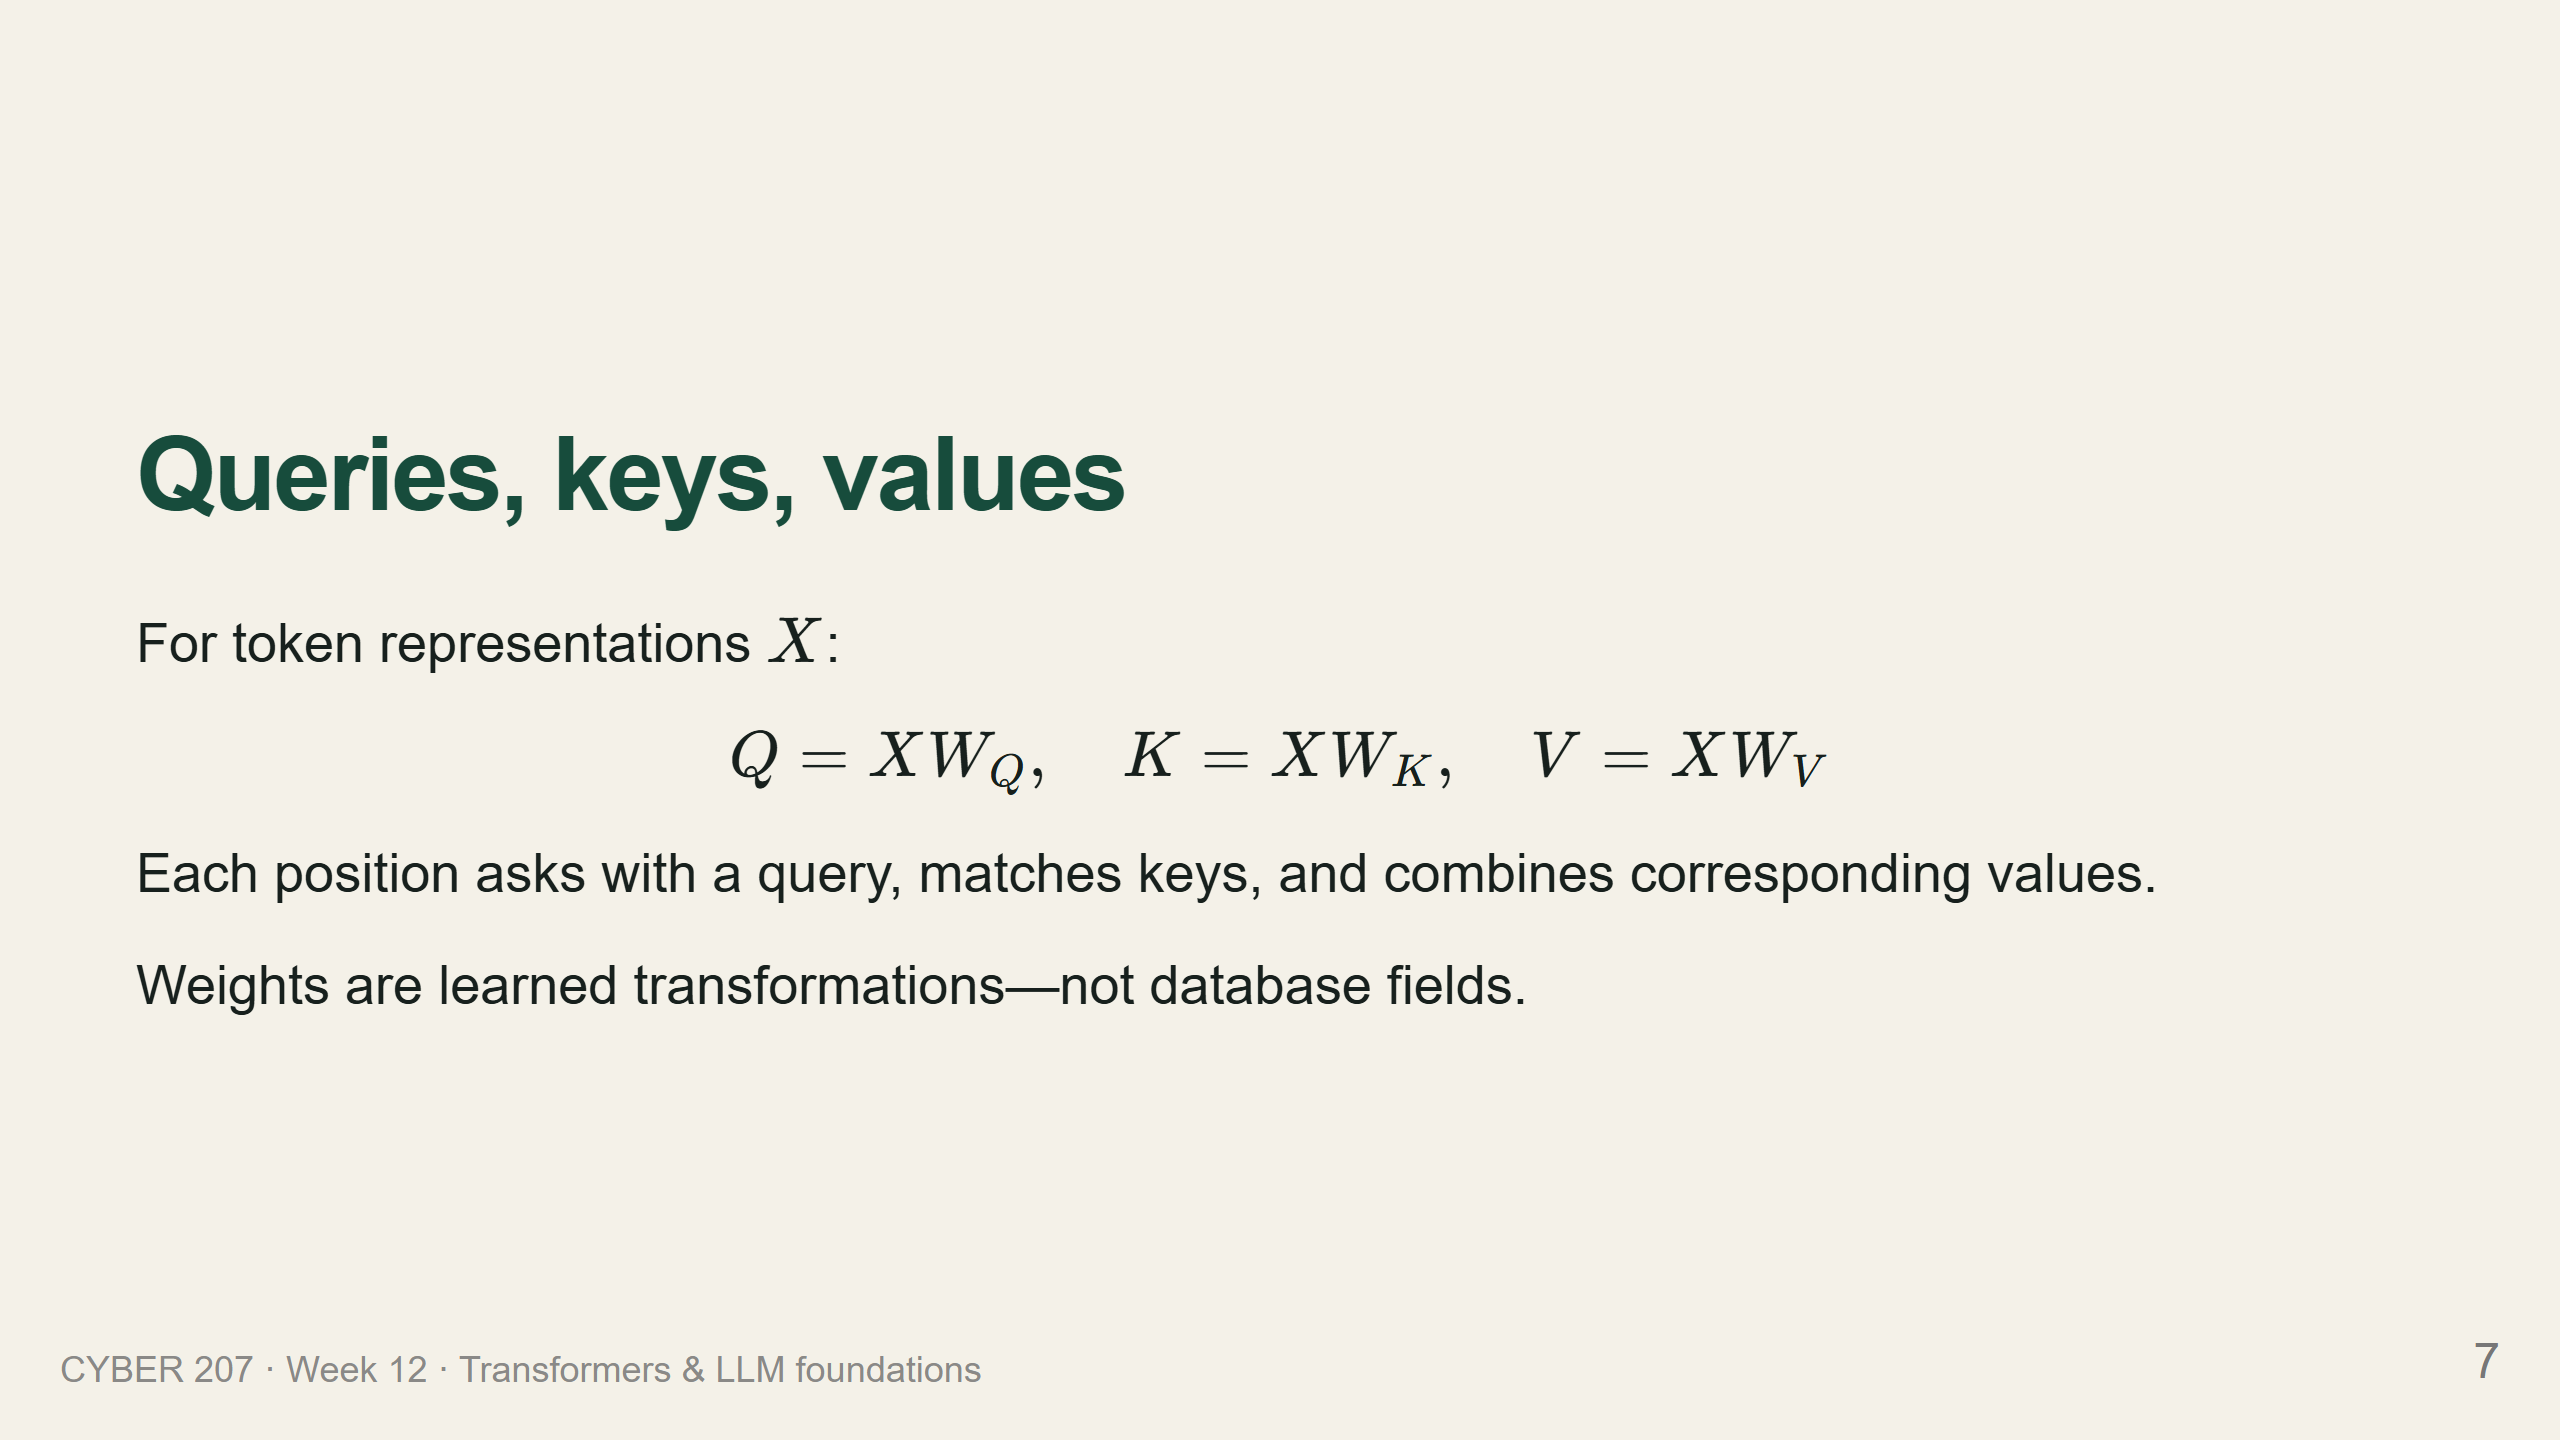 Queries, keys, values
For token representations X:
Q = XW_Q,  K = XW_K,  V = XW_V
Each position asks with a query, matches keys, and combines corresponding values.
Weights are learned transformations—not database fields.
CYBER 207 · Week 12 · Transformers & LLM foundations
7